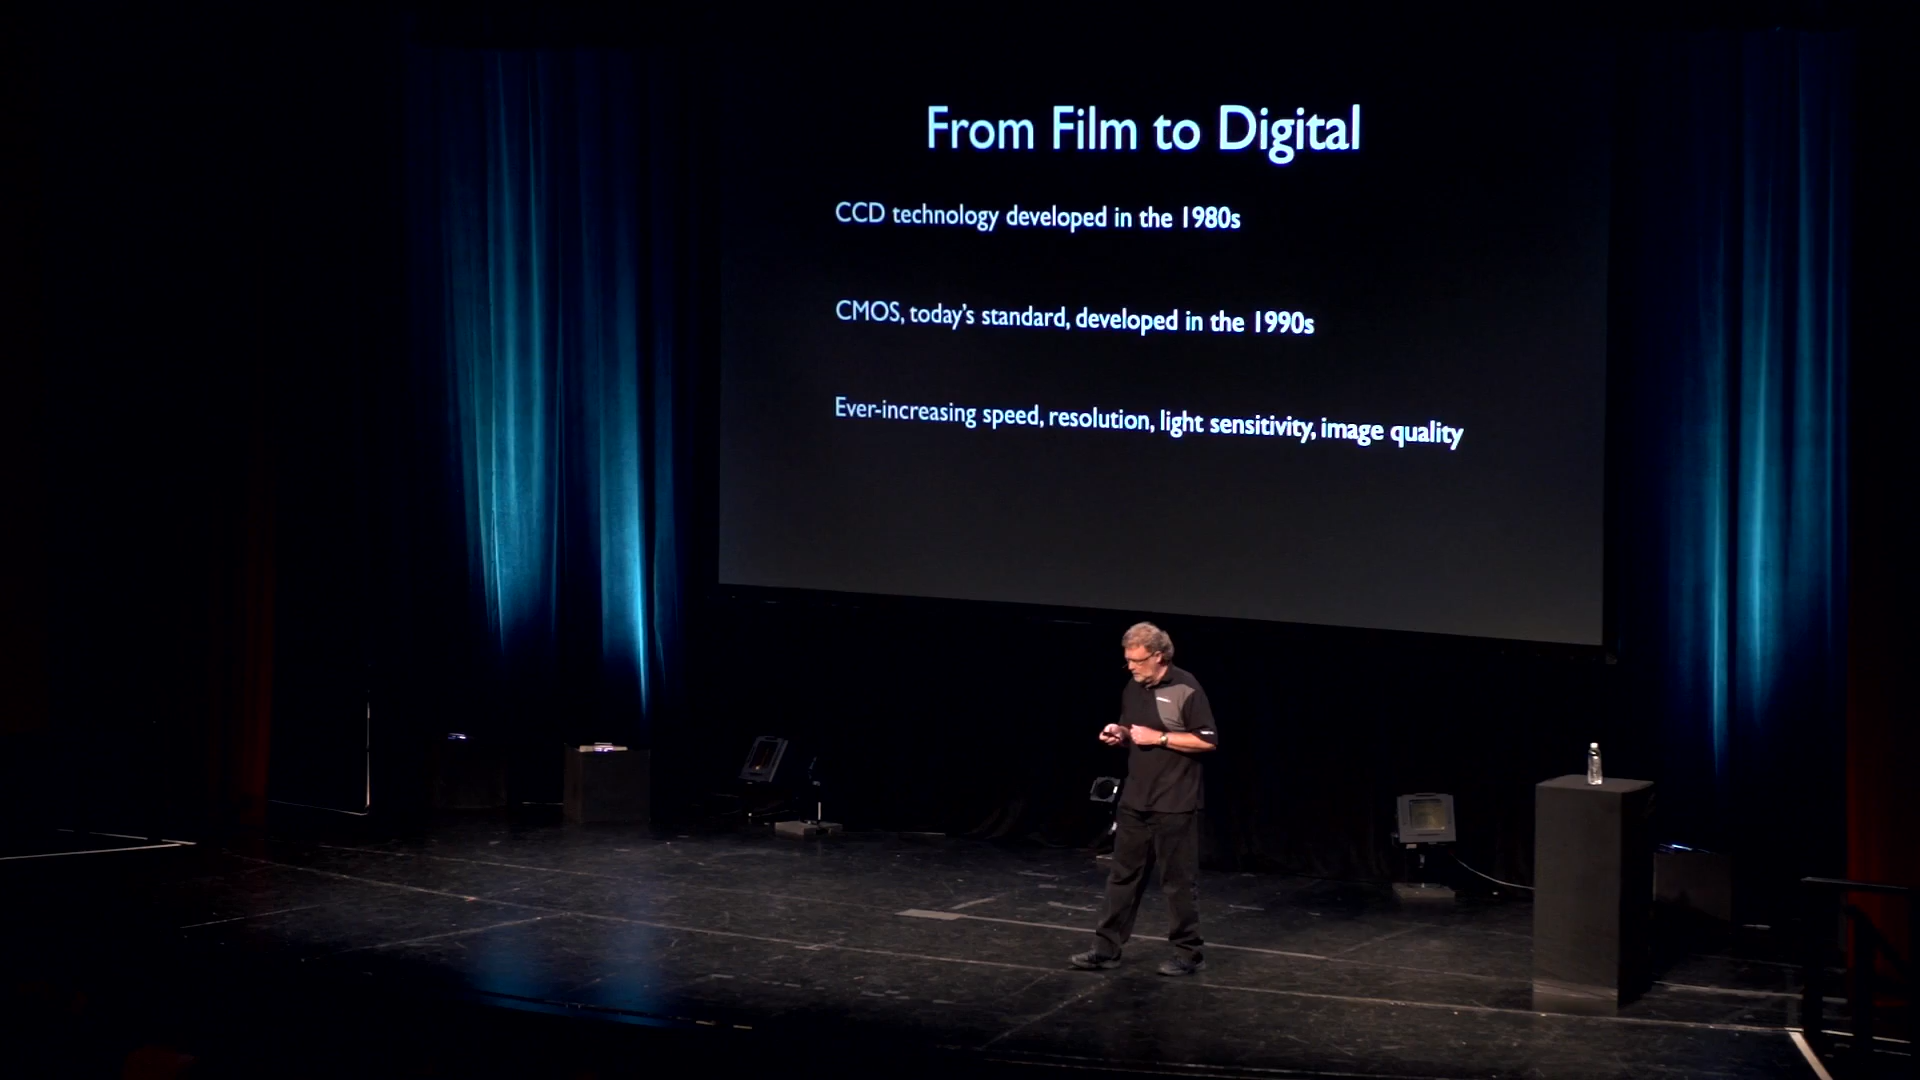 From Film to Digital
CCD technology developed in the 1980s
CMOS, today's standard, developed in the 1990s
Ever-increasing speed, resolution, light sensitivity, image quality